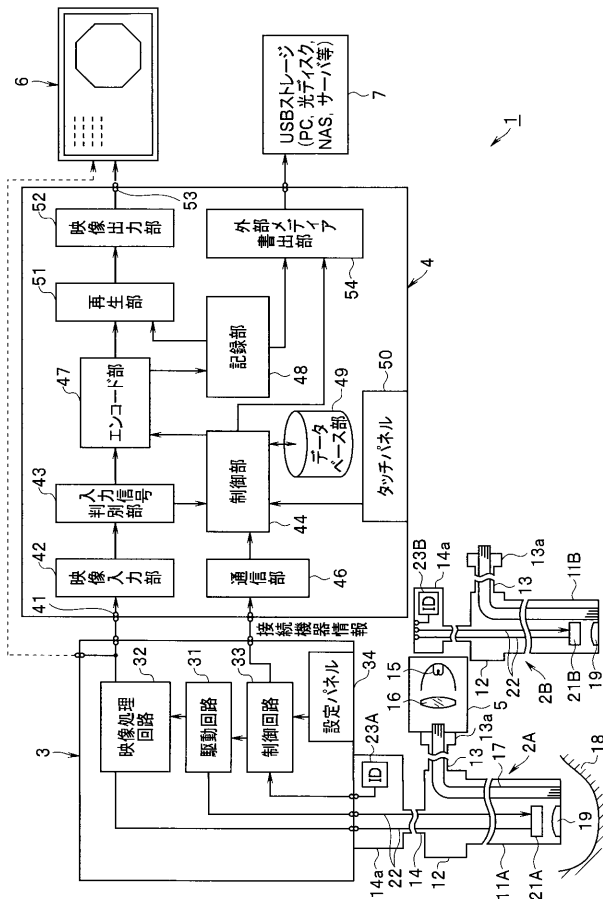 1
6
7
USBストレージ
(PC, 光ディスク,
NAS, サーバ等)
53
52
映像出力部
外部メディア
書出部
54
51
再生部
4
記録部
48
47
エンコード部
49
データ
ベース部
50
タッチパネル
43
入力信号
判別部
制御部
44
42
映像入力部
通信部
46
41
接続機器情報
3
32
映像処理
回路
31
駆動回路
33
制御回路
34
設定パネル
23A
ID
14a
22
14
12
11A
21A
19
18
2A
17
13
13a
5
15
16
23B
ID
14a
13a
13
12
22
11B
2B
21B
19